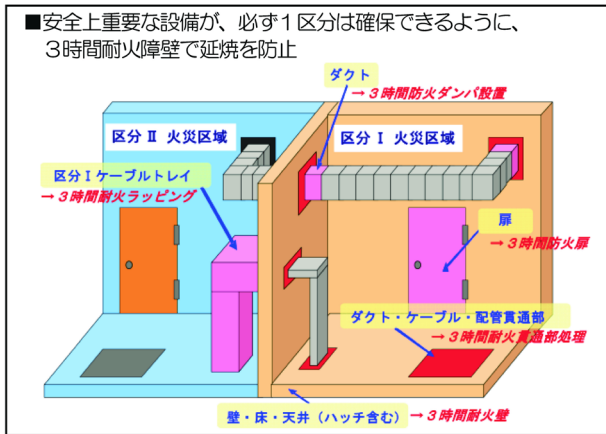 ■安全上重要な設備が、必ず１区分は確保できるように、
３時間耐火障壁で延焼を防止
ダクト
→３時間防火ダンパ設置
区分Ⅱ 火災区域
区分Ⅰ 火災区域
区分Ⅰケーブルトレイ
→３時間耐火ラッピング
扉
→３時間防火扉
ダクト・ケーブル・配管貫通部
→３時間耐火貫通部処理
壁・床・天井（ハッチ含む）
→３時間耐火壁